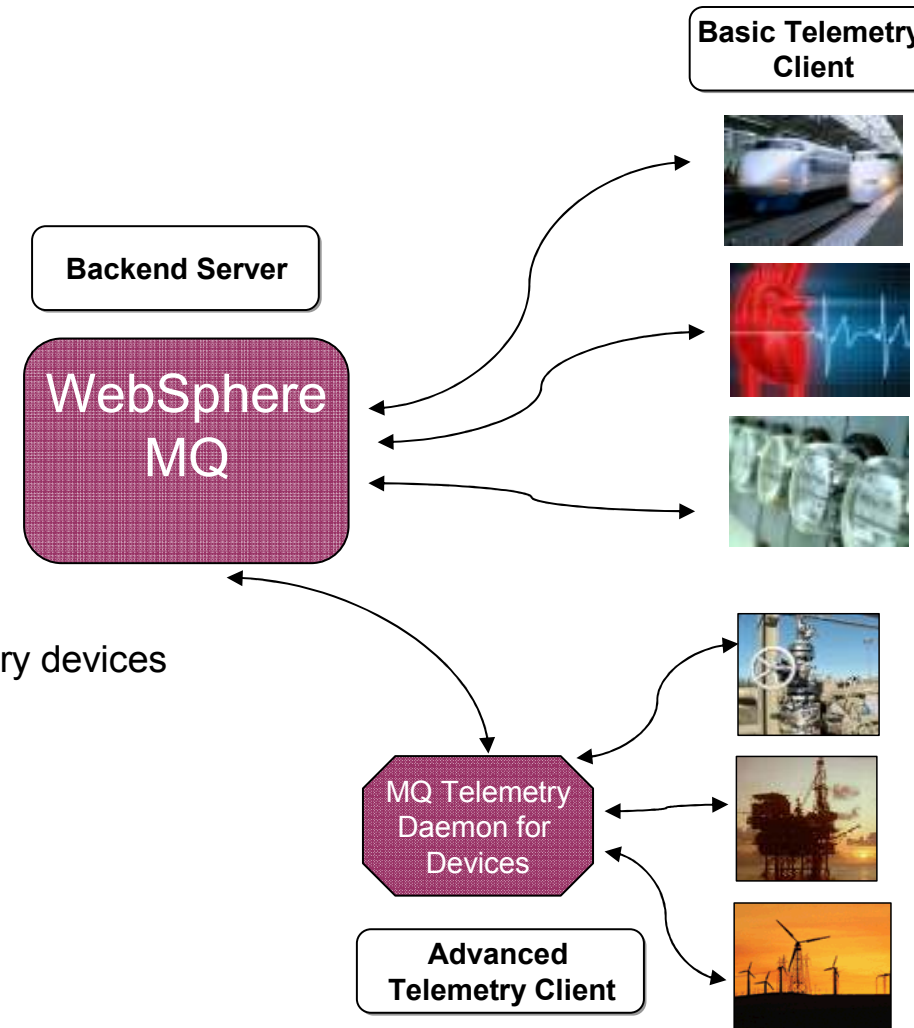 Basic Telemetry
Client
Backend Server
WebSphere
MQ
ry devices
MQ Telemetry
Daemon for
Devices
Advanced
Telemetry Client